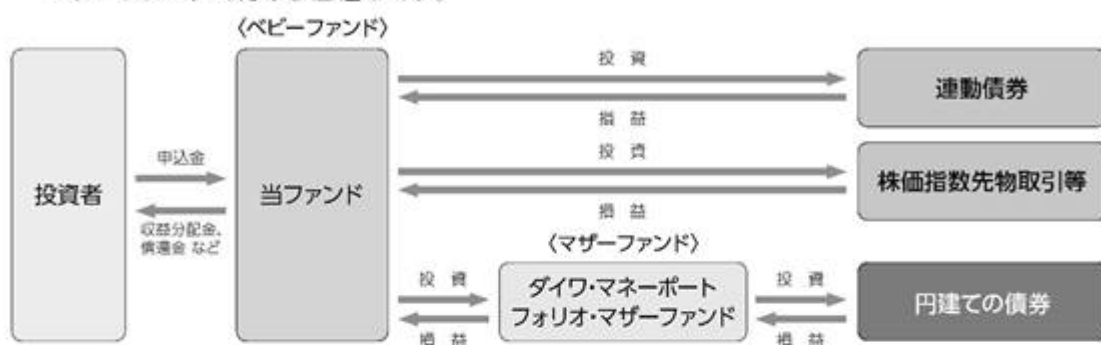 〈ベビーファンド〉
投 資
連動債券
損 益
申込金
投 資
投資者
当ファンド
株価指数先物取引等
収益分配金、
償還金 など
損 益
〈マザーファンド〉
投 資
ダイワ・マネーポート
フォリオ・マザーファンド
投 資
円建ての債券
損 益
損 益